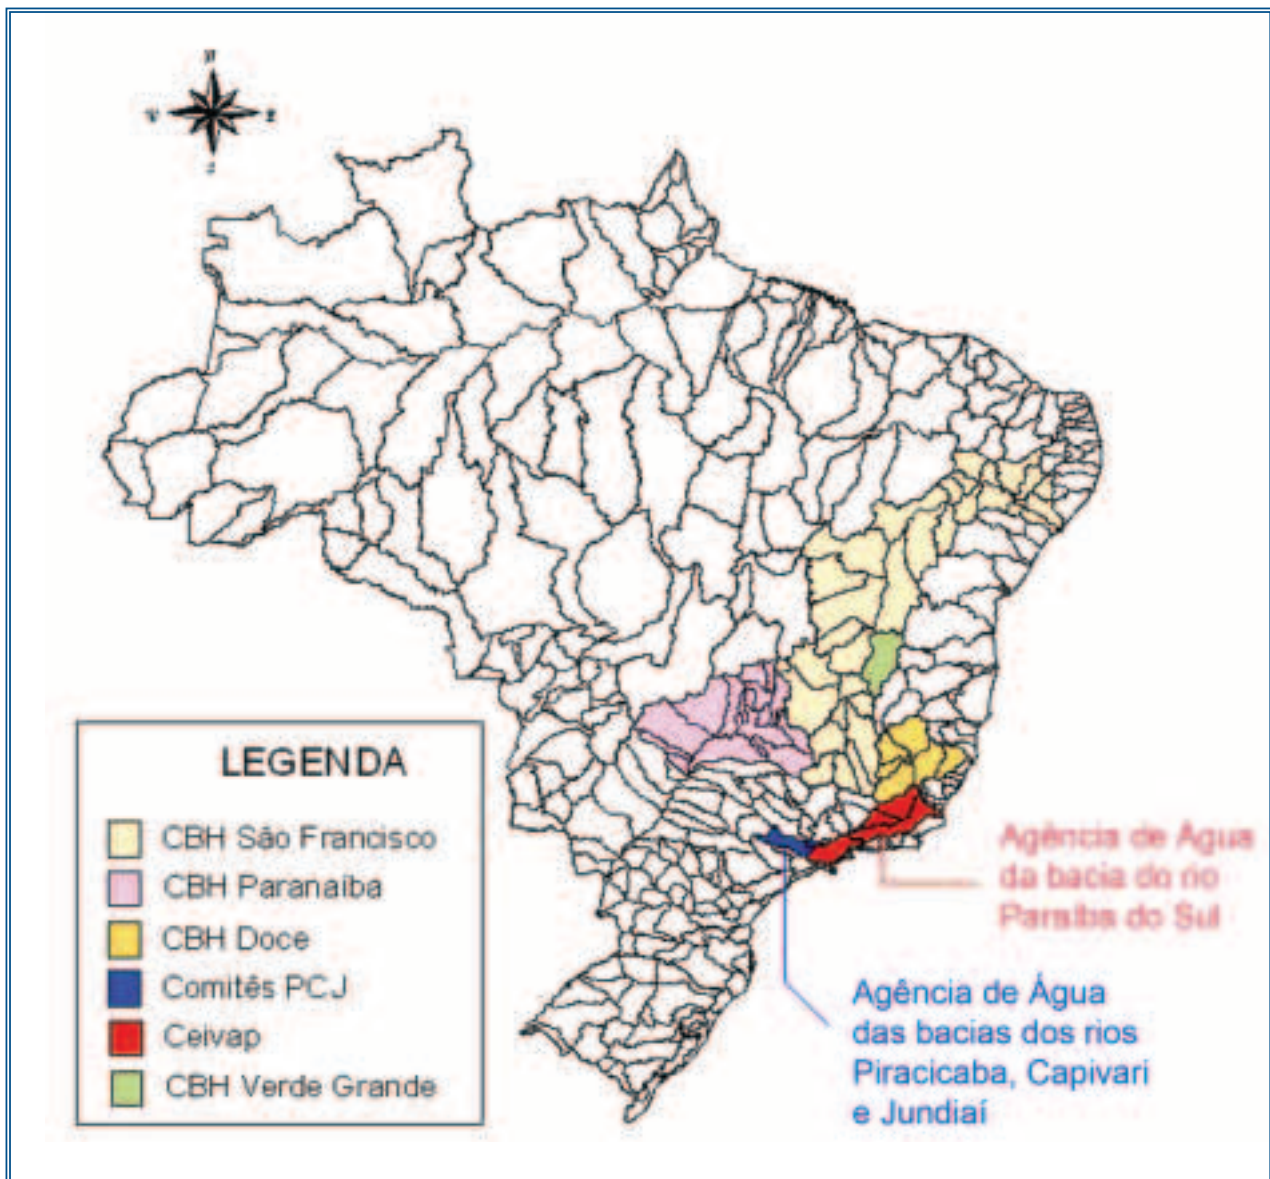 LEGENDA
CBH São Francisco
CBH Paranaíba
CBH Doce
Comitês PCJ
Ceivap
CBH Verde Grande
Agência de Água
da bacia do rio
Paraíba do Sul
Agência de Água
das bacias dos rios
Piracicaba, Capivari
e Jundiaí